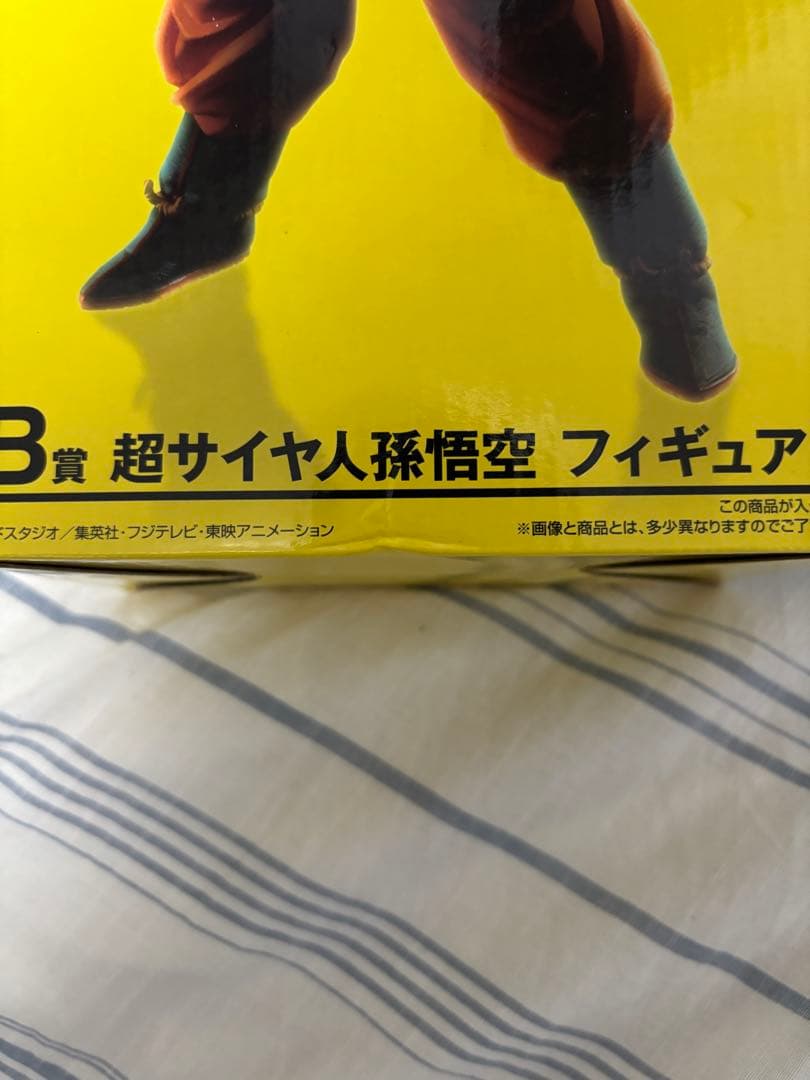 B賞 超サイヤ人孫悟空 フィギュア
この商品が入
ドスタジオ／集英社・フジテレビ・東映アニメーション
※画像と商品とは、多少異なりますのでご了